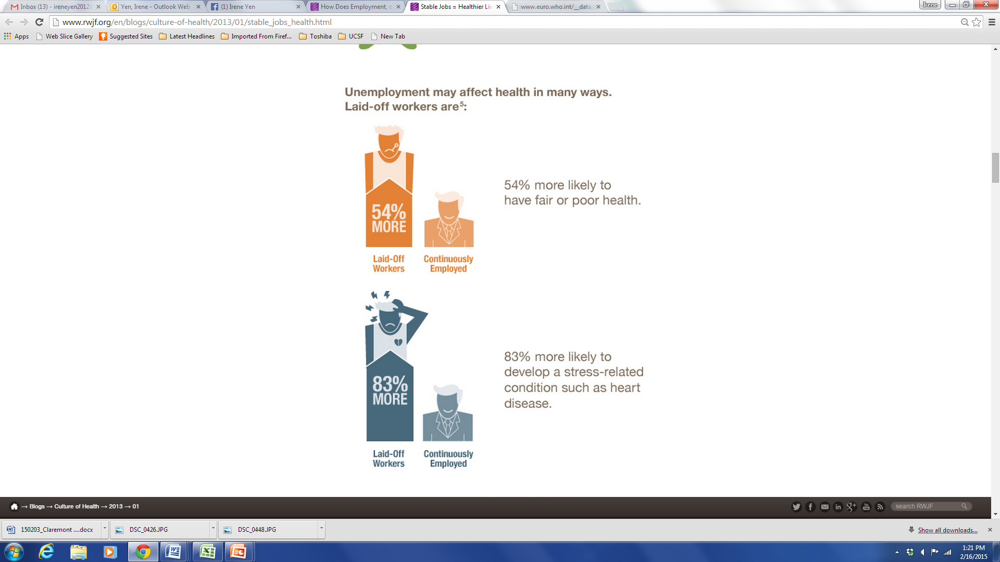 Inbox (13) - ireneyen2012
Yen, Irene - Outlook Web
(1) Irene Yen
How Does Employment, o
Stable Jobs = Healthier Liv
www.euro.who.int/__data
Irene
www.rwjf.org/en/blogs/culture-of-health/2013/01/stable_jobs_health.html
Apps
Web Slice Gallery
Suggested Sites
Latest Headlines
Imported From Firef...
Toshiba
UCSF
New Tab
Unemployment may affect health in many ways.
Laid-off workers are⁵:
54%
MORE
Laid-Off
Workers
Continuously
Employed
54% more likely to
have fair or poor health.
83%
MORE
Laid-Off
Workers
Continuously
Employed
83% more likely to
develop a stress-related
condition such as heart
disease.
→ Blogs → Culture of Health → 2013 → 01
search RWJF
150203_Claremont ....docx
DSC_0426.JPG
DSC_0448.JPG
Show all downloads...
1:21 PM
2/16/2015